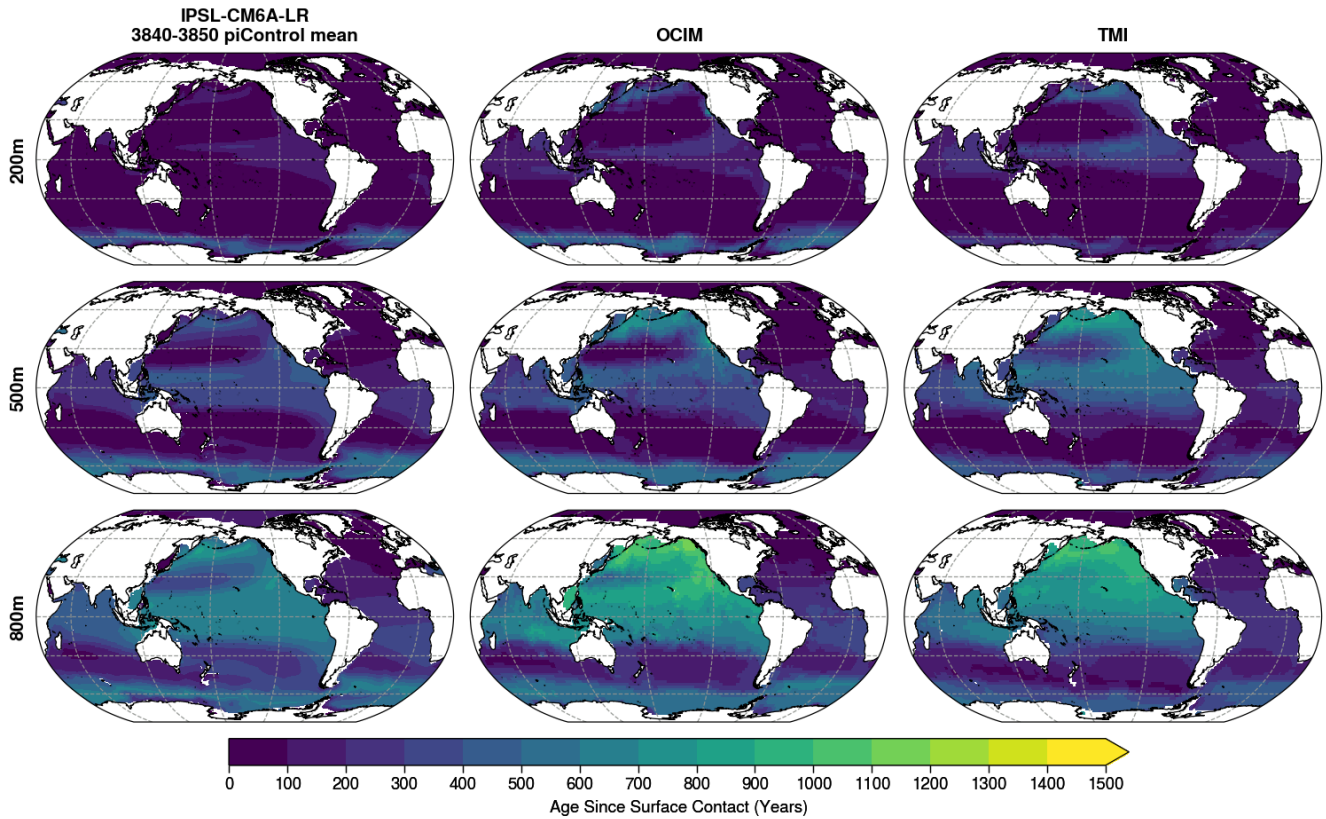 IPSL-CM6A-LR
3840-3850 piControl mean
OCIM
TMI
200m
500m
800m
0 100 200 300 400 500 600 700 800 900 1000 1100 1200 1300 1400 1500
Age Since Surface Contact (Years)